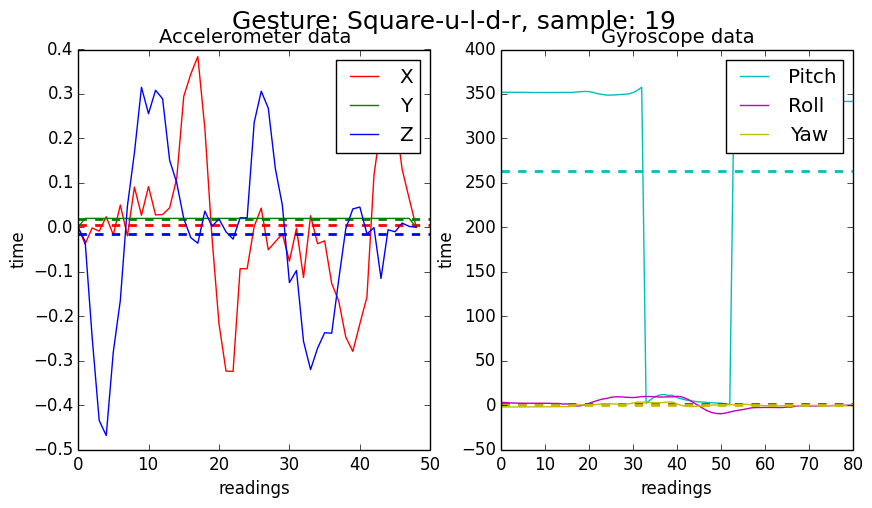 Gesture: Square-u-l-d-r, sample: 19
Accelerometer data
0.4
0.3
0.2
0.1
0.0
−0.1
−0.2
−0.3
−0.4
−0.5
time
0 10 20 30 40 50
readings
X
Y
Z
Gyroscope data
400
350
300
250
200
150
100
50
0
−50
time
0 10 20 30 40 50 60 70 80
readings
Pitch
Roll
Yaw